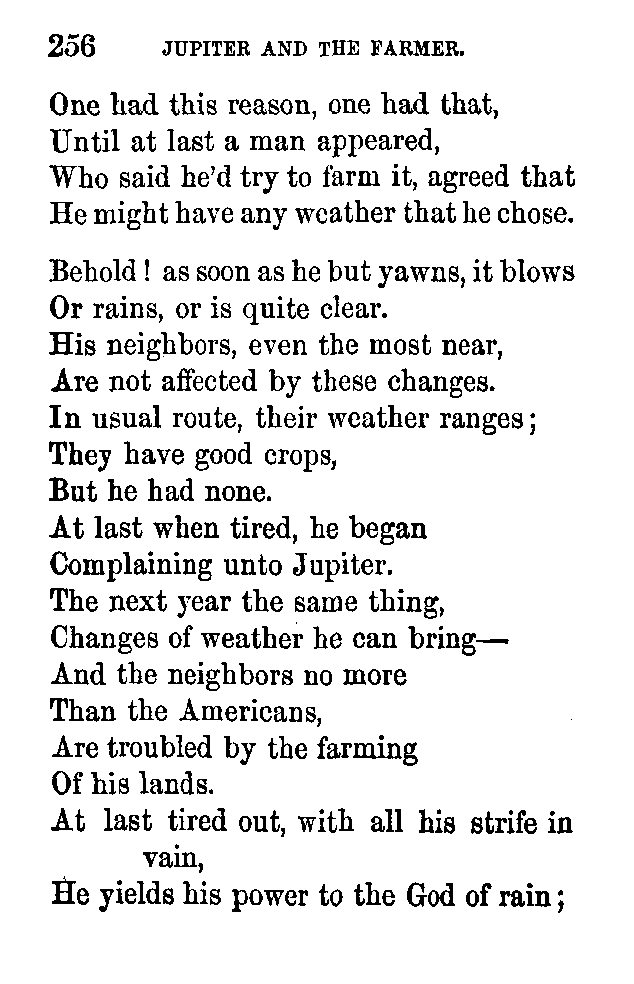 256 JUPITER AND THE FARMER.
One had this reason, one had that,
Until at last a man appeared,
Who said he'd try to farm it, agreed that
He might have any weather that he chose.
Behold! as soon as he but yawns, it blows
Or rains, or is quite clear.
His neighbors, even the most near,
Are not affected by these changes.
In usual route, their weather ranges;
They have good crops,
But he had none.
At last when tired, he began
Complaining unto Jupiter.
The next year the same thing,
Changes of weather he can bring—
And the neighbors no more
Than the Americans,
Are troubled by the farming
Of his lands.
At last tired out, with all his strife in
vain,
He yields his power to the God of rain;